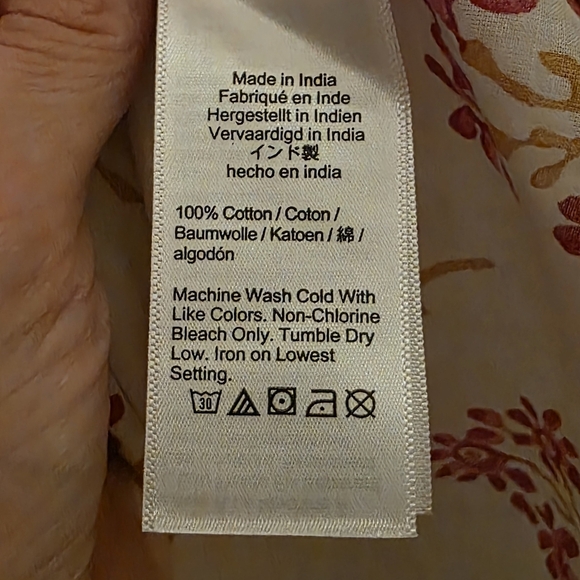 Made in India
Fabriqué en Inde
Hergestellt in Indien
Vervaardigd in India
インド製
hecho en india
100% Cotton / Coton /
Baumwolle / Katoen / 綿 /
algodón
Machine Wash Cold With
Like Colors. Non-Chlorine
Bleach Only. Tumble Dry
Low. Iron on Lowest
Setting.
30